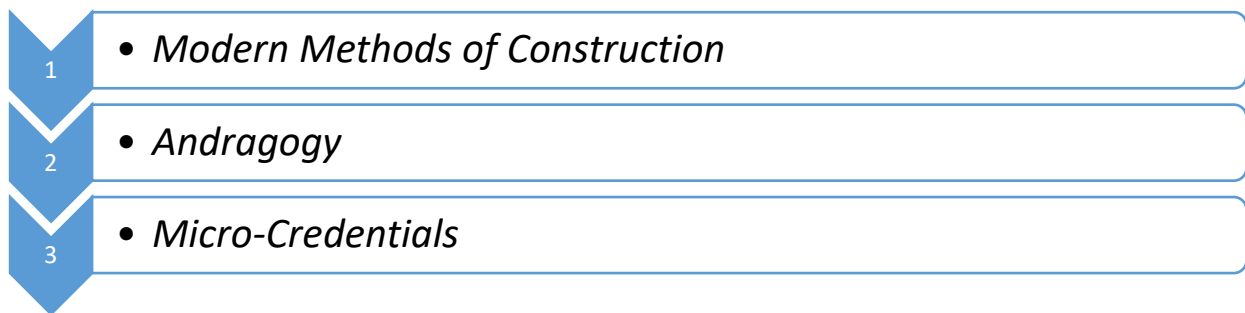 1 • Modern Methods of Construction
2 • Andragogy
3 • Micro-Credentials